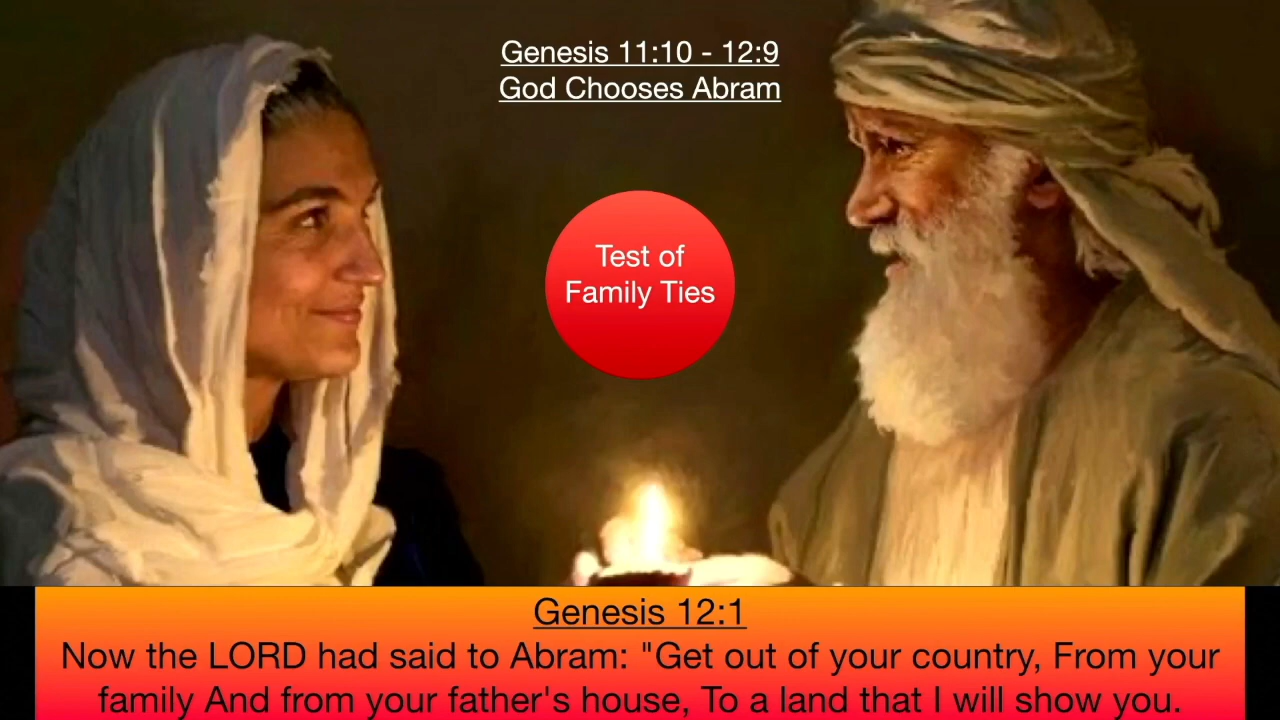 Genesis 11:10 - 12:9
God Chooses Abram
Test of
Family Ties
Genesis 12:1
Now the LORD had said to Abram: "Get out of your country, From your
family And from your father's house, To a land that I will show you.